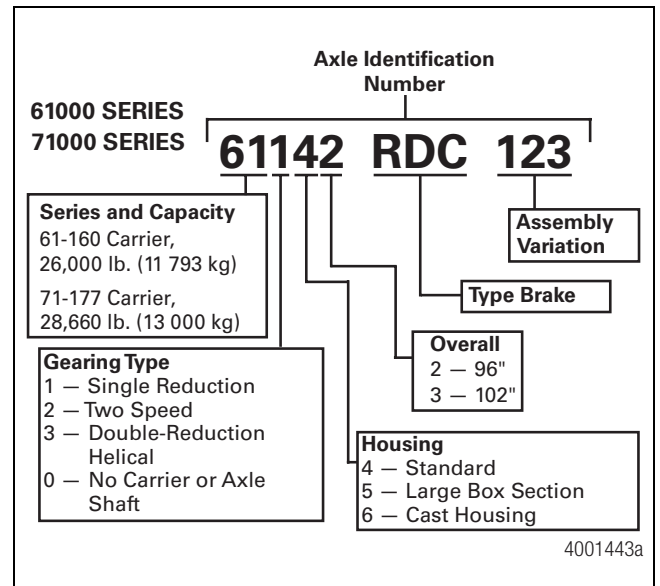 Axle Identification
Number
61000 SERIES
71000 SERIES
61142 RDC 123
Series and Capacity
61-160 Carrier,
26,000 lb. (11 793 kg)
71-177 Carrier,
28,660 lb. (13 000 kg)
Assembly
Variation
Type Brake
Overall
2 — 96"
3 — 102"
Gearing Type
1 — Single Reduction
2 — Two Speed
3 — Double-Reduction
Helical
0 — No Carrier or Axle
Shaft
Housing
4 — Standard
5 — Large Box Section
6 — Cast Housing
4001443a